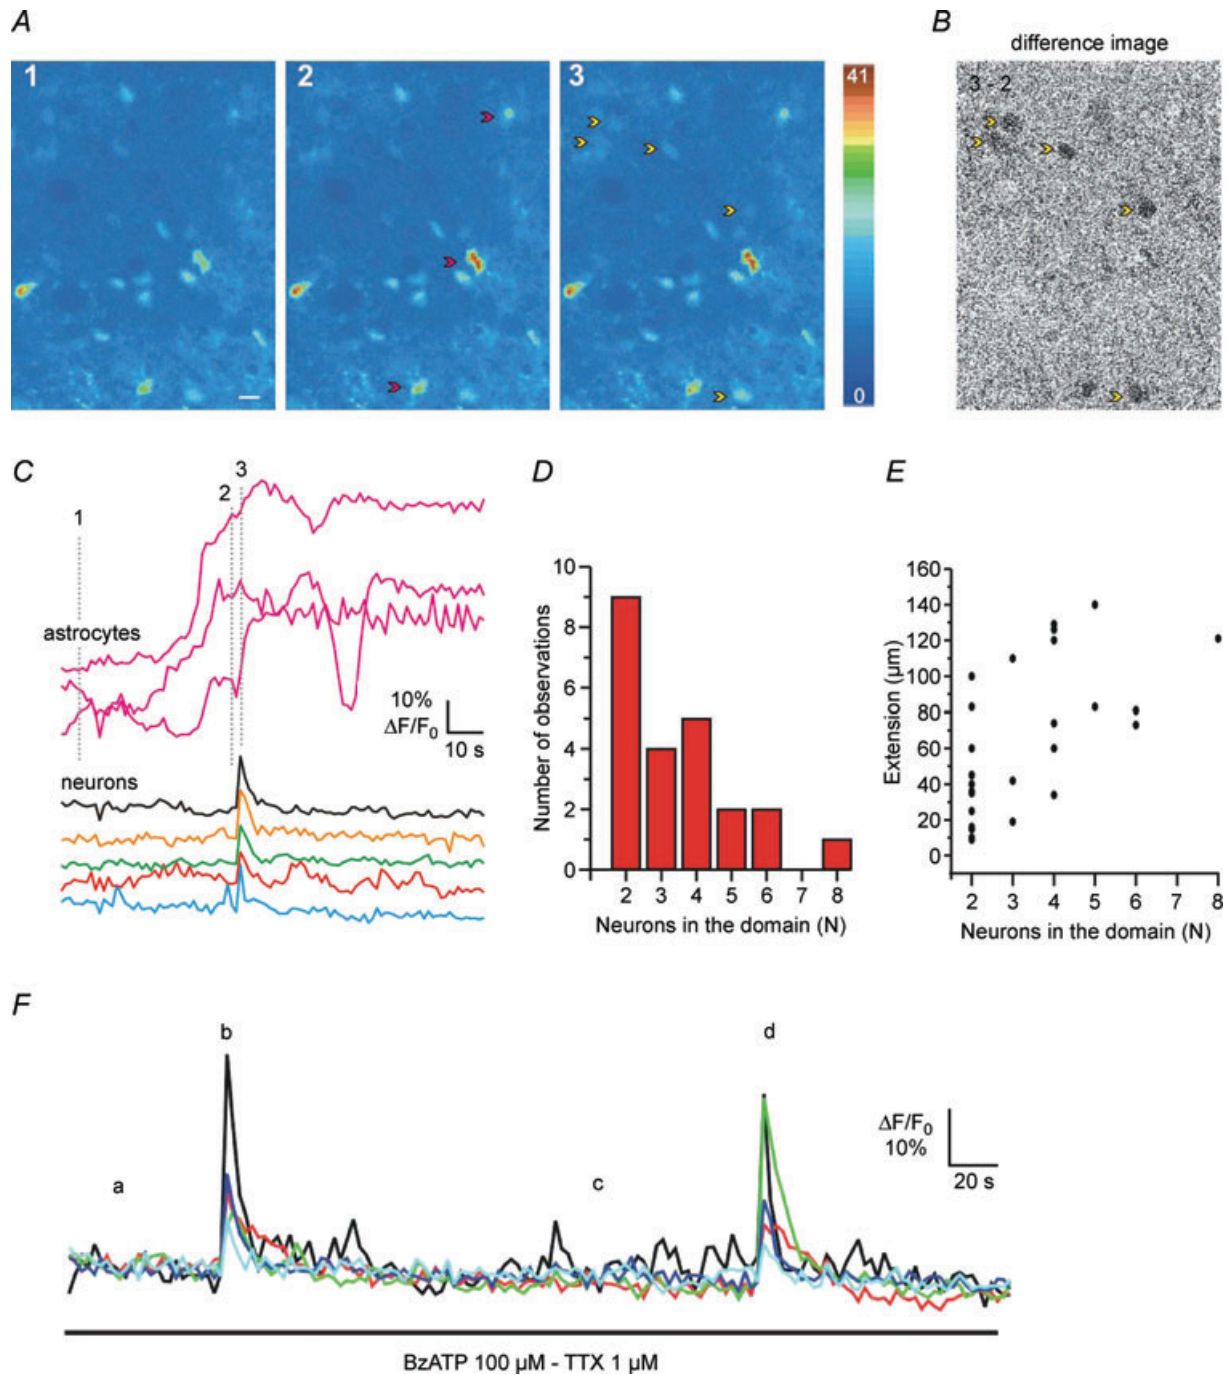 A
B
difference image
1
2
3
41
0
3 - 2
C
3
2
1
astrocytes
10%
ΔF/F0
10 s
neurons
D
Number of observations
10
8
6
4
2
0
2 3 4 5 6 7 8
Neurons in the domain (N)
E
Extension (µm)
160
140
120
100
80
60
40
20
0
2 3 4 5 6 7 8
Neurons in the domain (N)
F
a
b
c
d
ΔF/F0
10%
20 s
BzATP 100 µM - TTX 1 µM